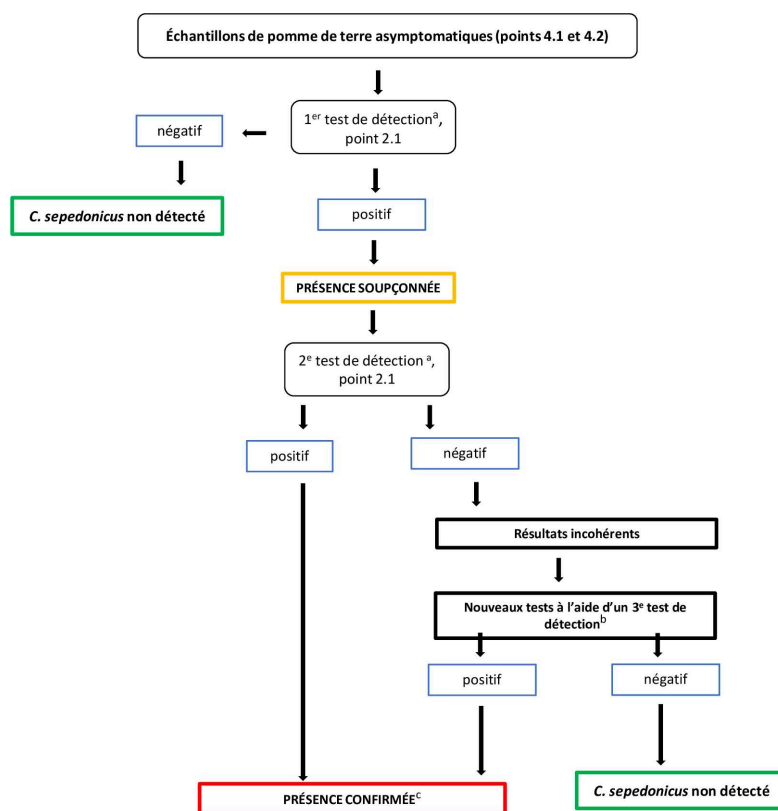 Échantillons de pomme de terre asymptomatiques (points 4.1 et 4.2)
1er test de détectiona,
point 2.1
négatif
C. sepedonicus non détecté
positif
PRÉSENCE SOUPÇONNÉE
2e test de détection a,
point 2.1
positif
négatif
Résultats incohérents
Nouveaux tests à l’aide d’un 3e test de
détectionb
positif
négatif
PRÉSENCE CONFIRMÉEc
C. sepedonicus non détecté